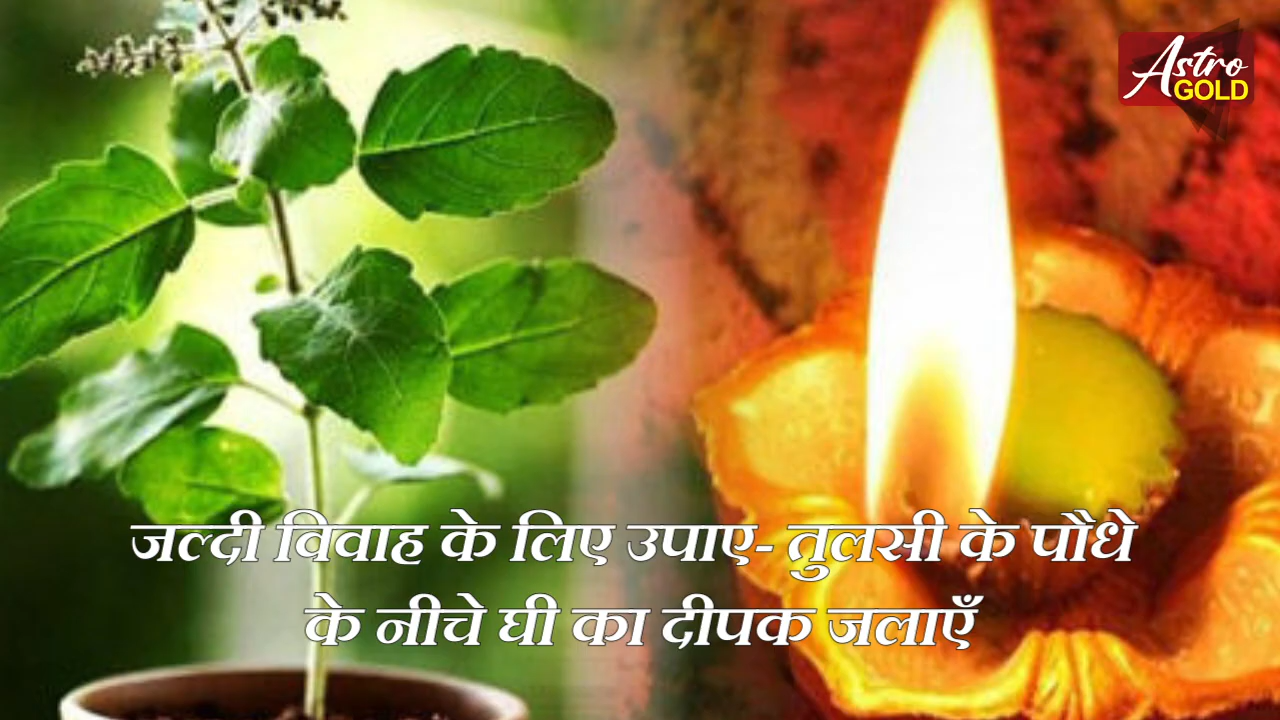 Astro
GOLD
जल्दी विवाह के लिए उपाए- तुलसी के पौधे
के नीचे घी का दीपक जलाएँ